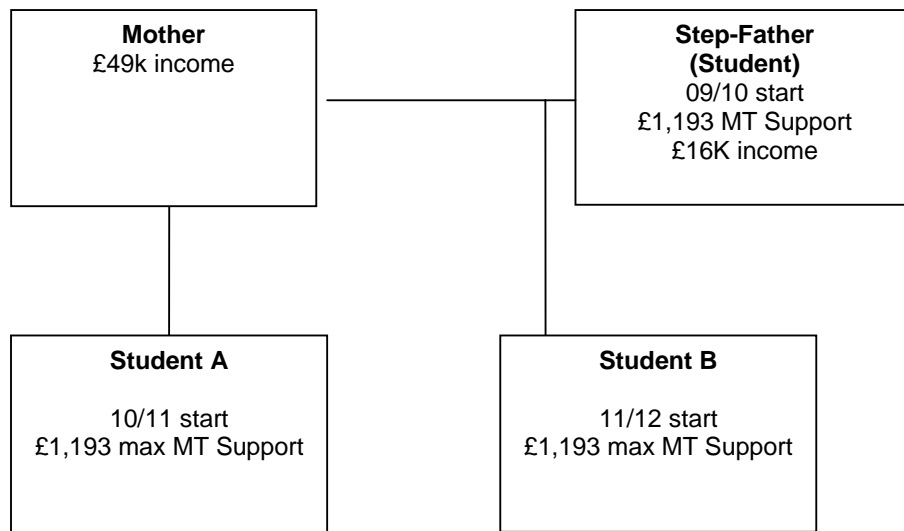 Mother
£49k income
Step-Father
(Student)
09/10 start
£1,193 MT Support
£16K income
Student A
10/11 start
£1,193 max MT Support
Student B
11/12 start
£1,193 max MT Support